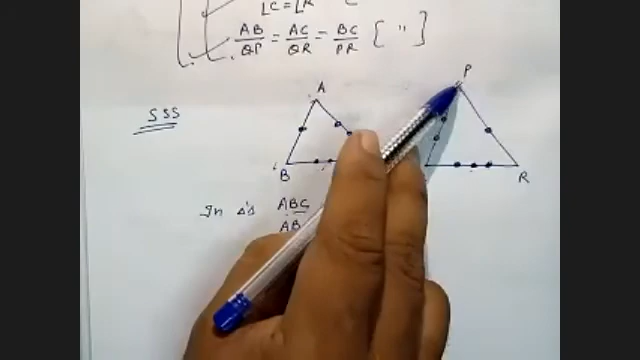 ∠C = ∠R
AB/QP = AC/QR = BC/PR [ " ]
SSS
A
P
B
R
In Δ's ABC
AB